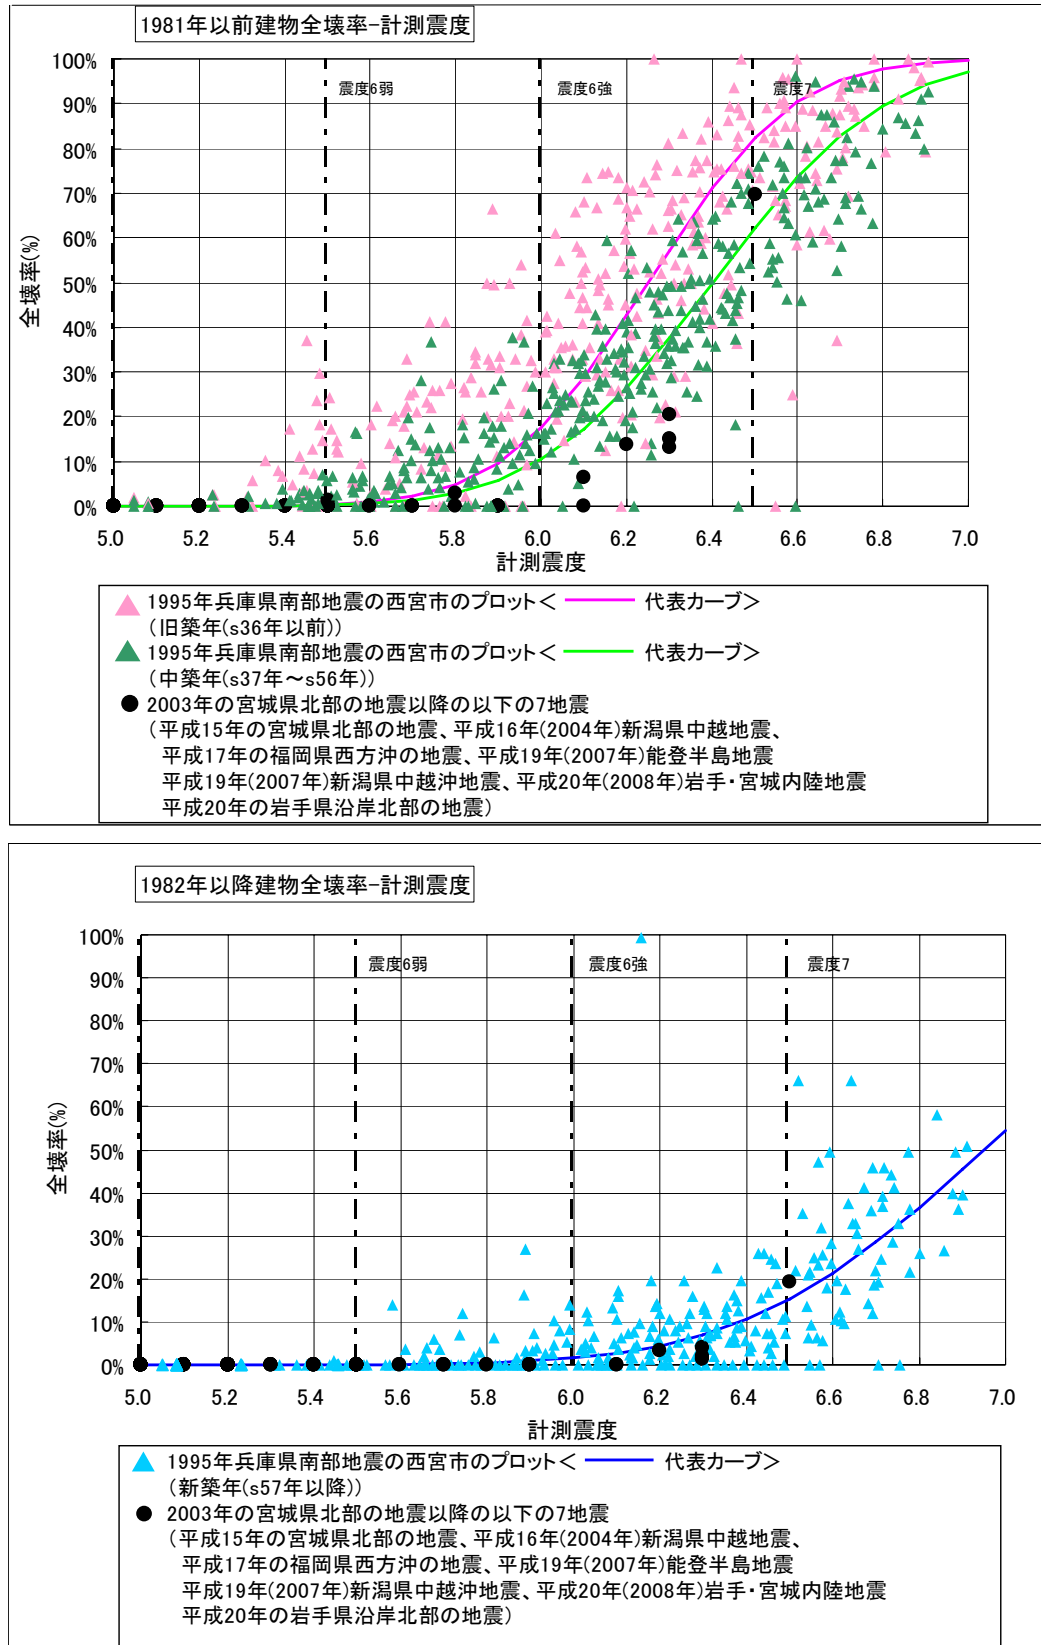 1981年以前建物全壊率-計測震度
100%
90%
80%
70%
60%
50%
40%
30%
20%
10%
0%
全壊率(%)
震度6弱
震度6強
震度7
5.0 5.2 5.4 5.6 5.8 6.0 6.2 6.4 6.6 6.8 7.0
計測震度
1995年兵庫県南部地震の西宮市のプロット< 代表カーブ>
(旧築年(s36年以前))
1995年兵庫県南部地震の西宮市のプロット< 代表カーブ>
(中築年(s37年～s56年))
2003年の宮城県北部の地震以降の以下の7地震
(平成15年の宮城県北部の地震、平成16年(2004年)新潟県中越地震、
平成17年の福岡県西方沖の地震、平成19年(2007年)能登半島地震
平成19年(2007年)新潟県中越沖地震、平成20年(2008年)岩手・宮城内陸地震
平成20年の岩手県沿岸北部の地震)
1982年以降建物全壊率-計測震度
100%
90%
80%
70%
60%
50%
40%
30%
20%
10%
0%
全壊率(%)
震度6弱
震度6強
震度7
5.0 5.2 5.4 5.6 5.8 6.0 6.2 6.4 6.6 6.8 7.0
計測震度
1995年兵庫県南部地震の西宮市のプロット< 代表カーブ>
(新築年(s57年以降))
2003年の宮城県北部の地震以降の以下の7地震
(平成15年の宮城県北部の地震、平成16年(2004年)新潟県中越地震、
平成17年の福岡県西方沖の地震、平成19年(2007年)能登半島地震
平成19年(2007年)新潟県中越沖地震、平成20年(2008年)岩手・宮城内陸地震
平成20年の岩手県沿岸北部の地震)